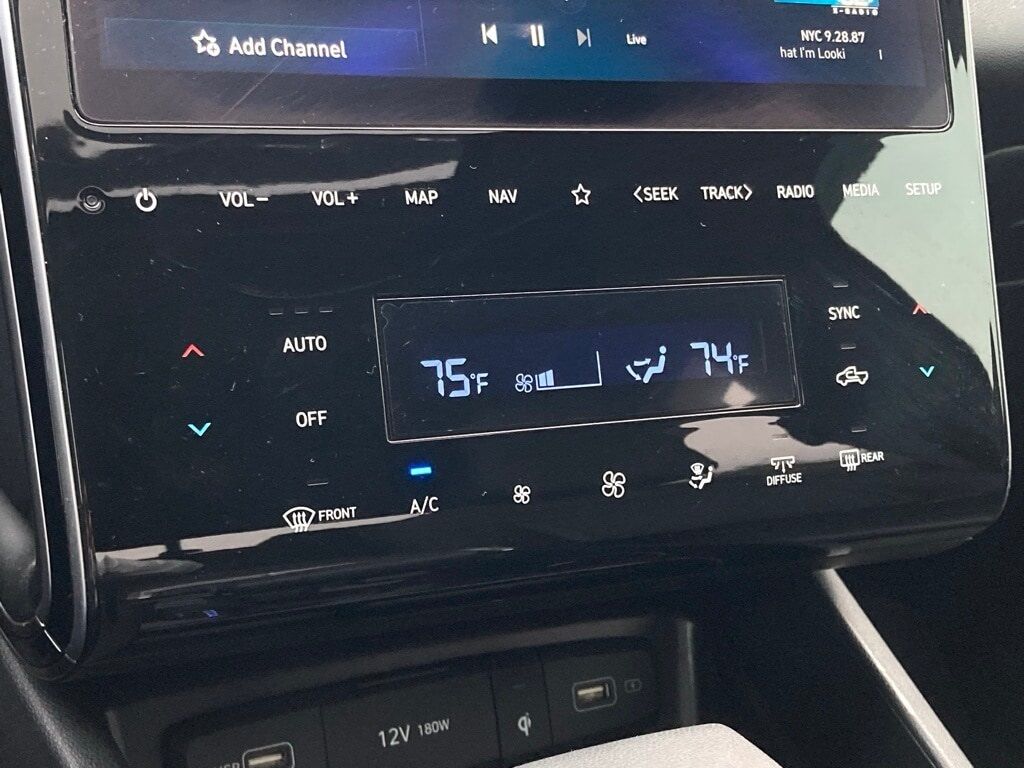 E-RADIO
Add Channel
Live
NYC 9.28.87
hat I'm Looki
VOL−
VOL+
MAP
NAV
<SEEK
TRACK>
RADIO
MEDIA
SETUP
AUTO
SYNC
75°F
74°F
OFF
FRONT
A/C
DIFFUSE
REAR
12V 180W